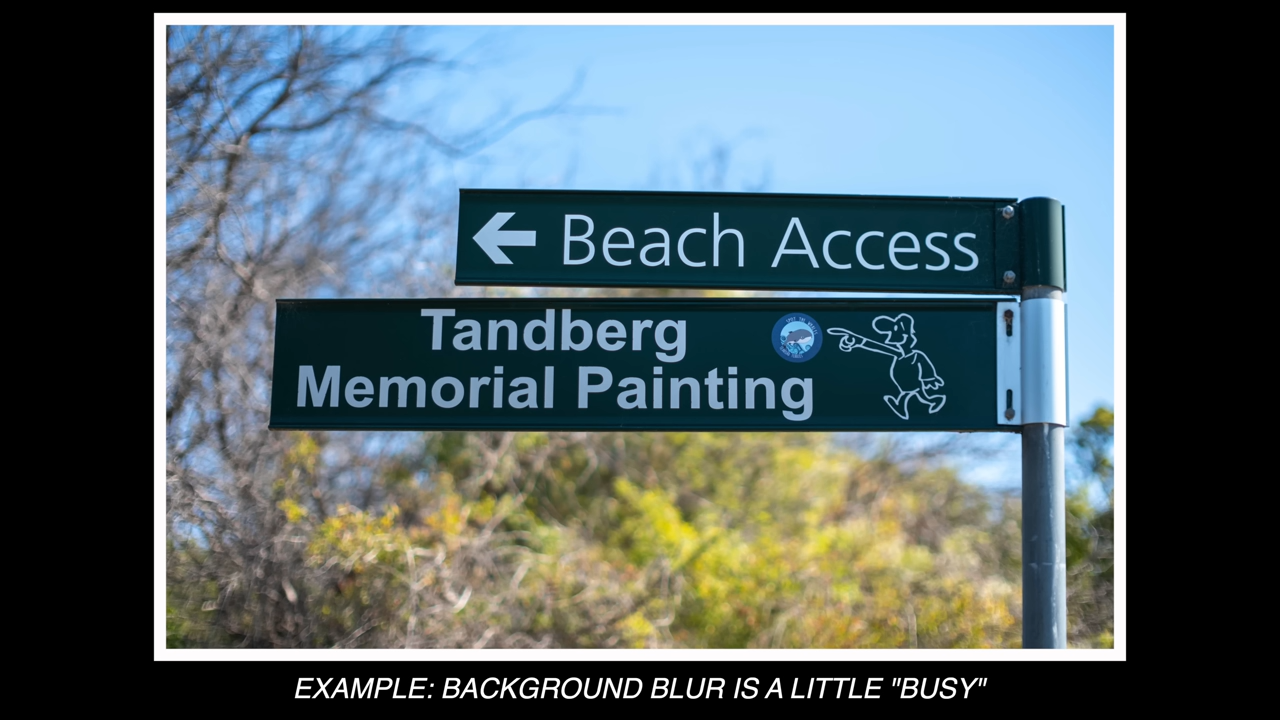 Beach Access
Tandberg
Memorial Painting
EXAMPLE: BACKGROUND BLUR IS A LITTLE "BUSY"